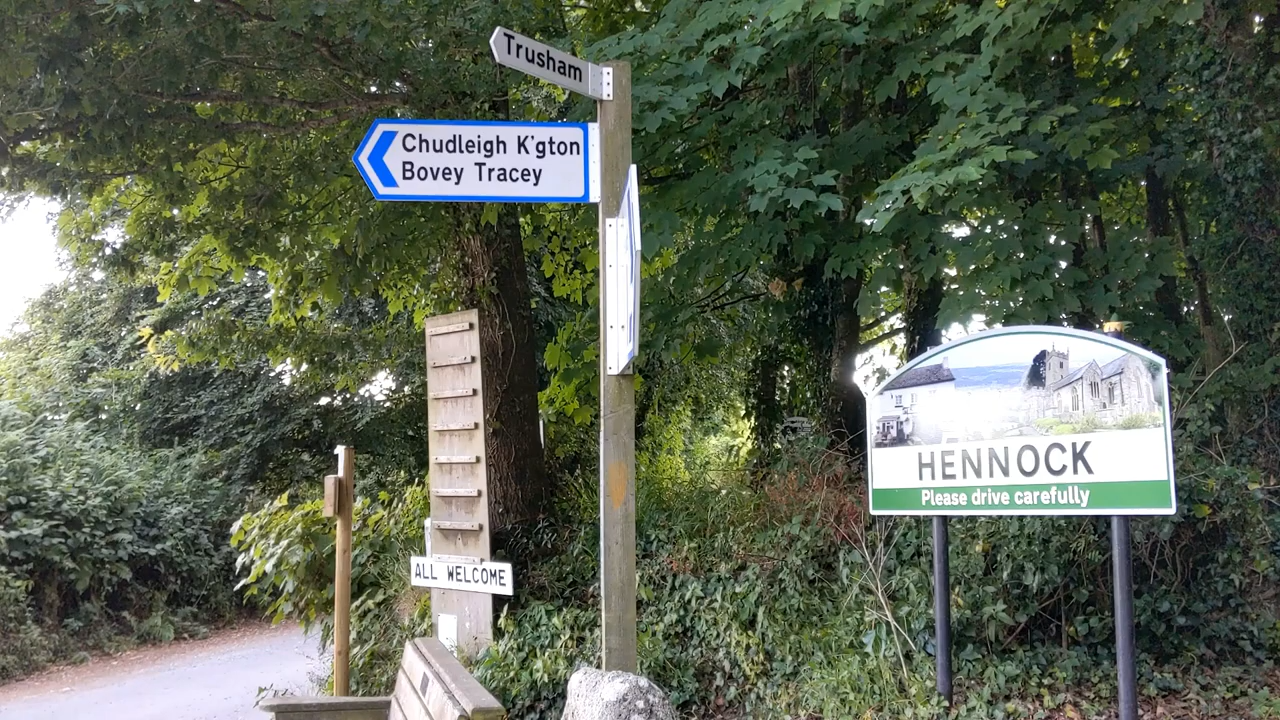 Trusham
Chudleigh K'gton
Bovey Tracey
ALL WELCOME
HENNOCK
Please drive carefully